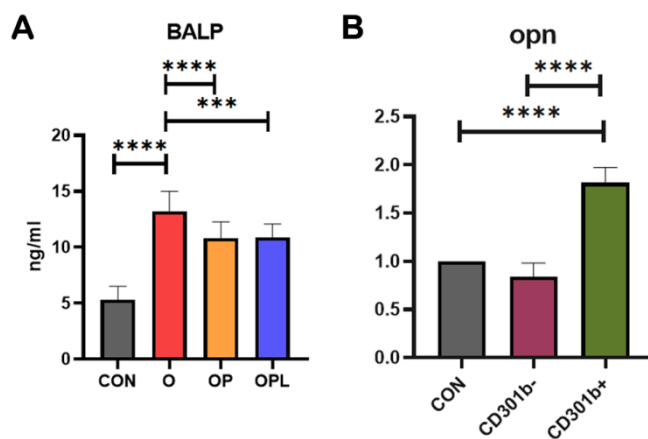 A
BALP
****
***
****
20
15
10
5
0
ng/ml
CON O OP OPL
B
opn
****
****
2.5
2.0
1.5
1.0
0.5
0.0
CON CD301b- CD301b+